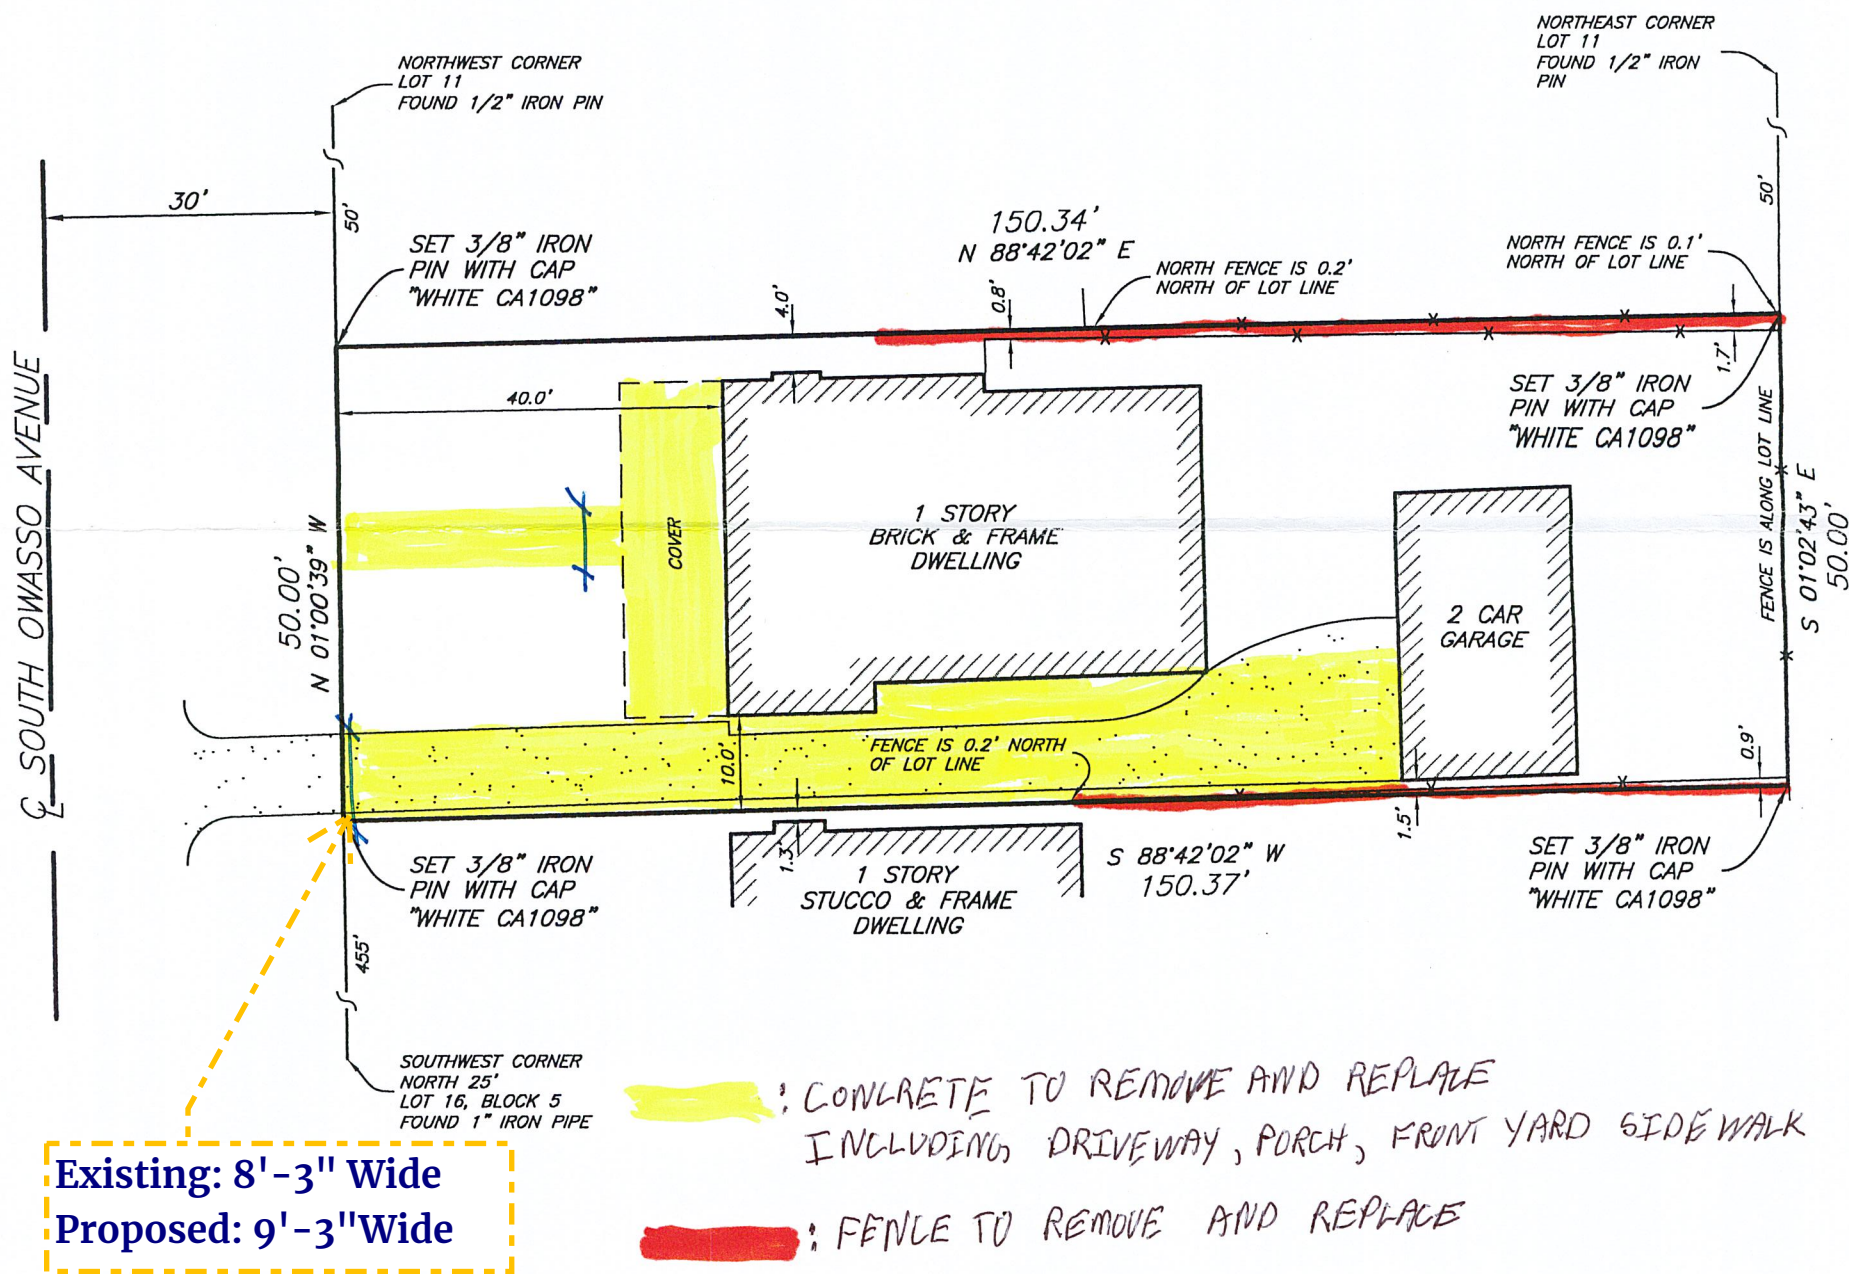 NORTHWEST CORNER
LOT 11
FOUND 1/2" IRON PIN
NORTHEAST CORNER
LOT 11
FOUND 1/2" IRON
PIN
30'
50'
50'
SET 3/8" IRON
PIN WITH CAP
"WHITE CA1098"
150.34'
N 88°42'02" E
NORTH FENCE IS 0.2'
NORTH OF LOT LINE
NORTH FENCE IS 0.1'
NORTH OF LOT LINE
4.0'
0.8'
1.7'
SET 3/8" IRON
PIN WITH CAP
"WHITE CA1098"
℄ SOUTH OWASSO AVENUE
40.0'
50.00'
N 01°00'39" W
COVER
1 STORY
BRICK & FRAME
DWELLING
2 CAR
GARAGE
FENCE IS ALONG LOT LINE
S 01°02'43" E
50.00'
10.0'
FENCE IS 0.2' NORTH
OF LOT LINE
0.9'
1.3'
1.5'
SET 3/8" IRON
PIN WITH CAP
"WHITE CA1098"
1 STORY
STUCCO & FRAME
DWELLING
S 88°42'02" W
150.37'
SET 3/8" IRON
PIN WITH CAP
"WHITE CA1098"
455'
SOUTHWEST CORNER
NORTH 25'
LOT 16, BLOCK 5
FOUND 1" IRON PIPE
: CONCRETE TO REMOVE AND REPLACE
INCLUDING DRIVEWAY, PORCH, FRONT YARD SIDEWALK
: FENCE TO REMOVE AND REPLACE
Existing: 8'-3" Wide
Proposed: 9'-3"Wide